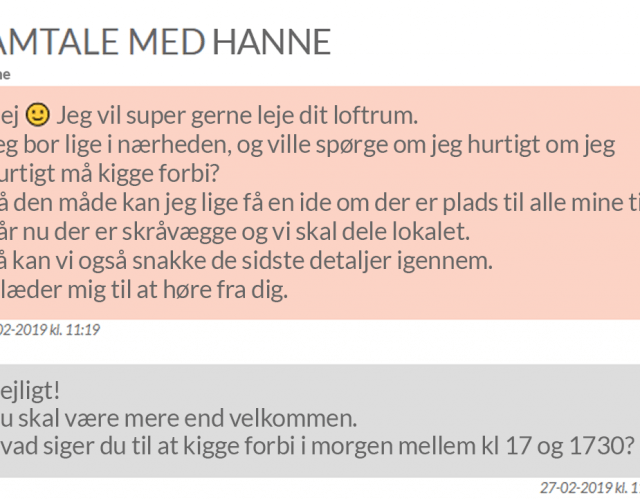 AMTALE MED HANNE
ne
ej 🙂 Jeg vil super gerne leje dit loftrum.
eg bor lige i nærheden, og ville spørge om jeg hurtigt om jeg
urtigt må kigge forbi?
å den måde kan jeg lige få en ide om der er plads til alle mine ti
år nu der er skråvægge og vi skal dele lokalet.
å kan vi også snakke de sidste detaljer igennem.
læder mig til at høre fra dig.
02-2019 kl. 11:19
ejligt!
u skal være mere end velkommen.
vad siger du til at kigge forbi i morgen mellem kl 17 og 1730?
27-02-2019 kl. 1